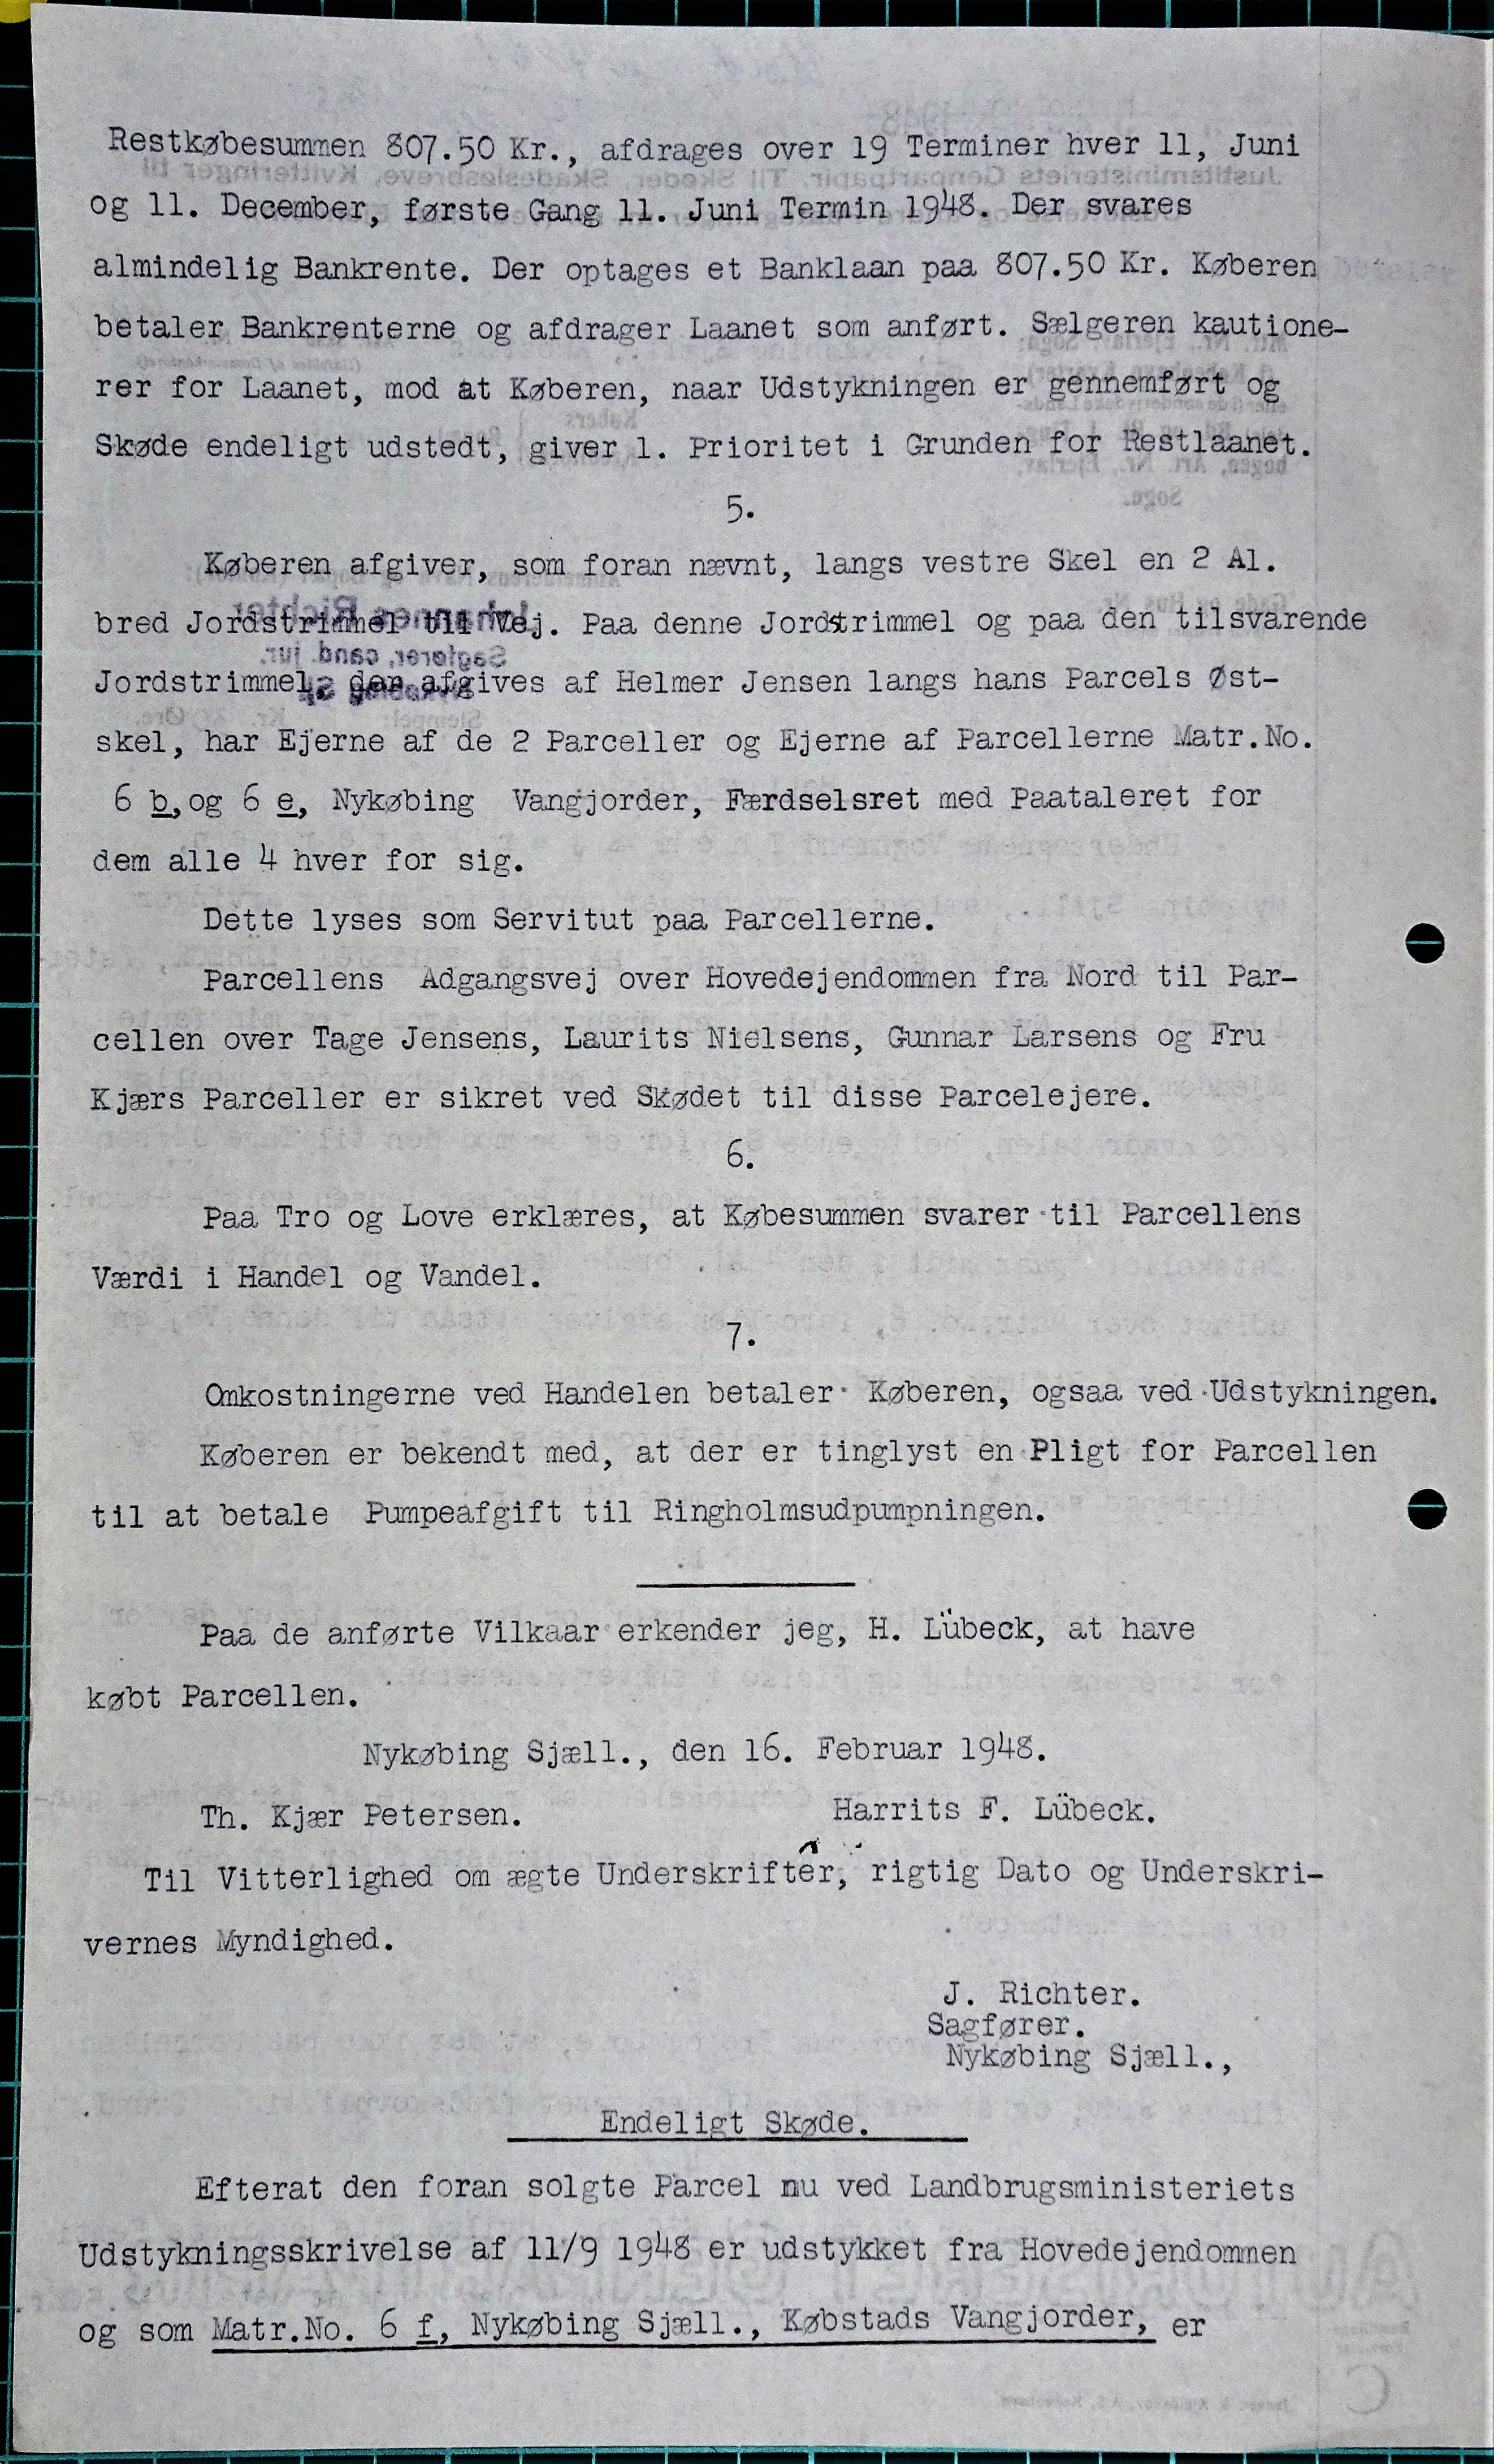 Restkøbesummen 807.50 Kr., afdrages over 19 Terminer hver 11, Juni
og 11. December, første Gang 11. Juni Termin 1948. Der svares
almindelig Bankrente. Der optages et Banklaan paa 807.50 Kr. Køberen
betaler Bankrenterne og afdrager Laanet som anført. Sælgeren kautione-
rer for Laanet, mod at Køberen, naar Udstykningen er gennemført og
Skøde endeligt udstedt, giver 1. Prioritet i Grunden for Restlaanet.
5.
Køberen afgiver, som foran nævnt, langs vestre Skel en 2 Al.
bred Jordstrimmel til Vej. Paa denne Jordstrimmel og paa den tilsvarende
Jordstrimmel, der afgives af Helmer Jensen langs hans Parcels Øst-
skel, har Ejerne af de 2 Parceller og Ejerne af Parcellerne Matr.No.
6 b, og 6 e, Nykøbing Vangjorder, Færdselsret med Paataleret for
dem alle 4 hver for sig.
Dette lyses som Servitut paa Parcellerne.
Parcellens Adgangsvej over Hovedejendommen fra Nord til Par-
cellen over Tage Jensens, Laurits Nielsens, Gunnar Larsens og Fru
Kjærs Parceller er sikret ved Skødet til disse Parcelejere.
6.
Paa Tro og Love erklæres, at Købesummen svarer til Parcellens
Værdi i Handel og Vandel.
7.
Omkostningerne ved Handelen betaler Køberen, ogsaa ved Udstykningen.
Køberen er bekendt med, at der er tinglyst en Pligt for Parcellen
til at betale Pumpeafgift til Ringholmsudpumpningen.
Paa de anførte Vilkaar erkender jeg, H. Lübeck, at have
købt Parcellen.
Nykøbing Sjæll., den 16. Februar 1948.
Th. Kjær Petersen. Harrits F. Lübeck.
Til Vitterlighed om ægte Underskrifter, rigtig Dato og Underskri-
vernes Myndighed.
J. Richter.
Sagfører.
Nykøbing Sjæll.,
Endeligt Skøde.
Efterat den foran solgte Parcel nu ved Landbrugsministeriets
Udstykningsskrivelse af 11/9 1948 er udstykket fra Hovedejendommen
og som Matr.No. 6 f, Nykøbing Sjæll., Købstads Vangjorder, er